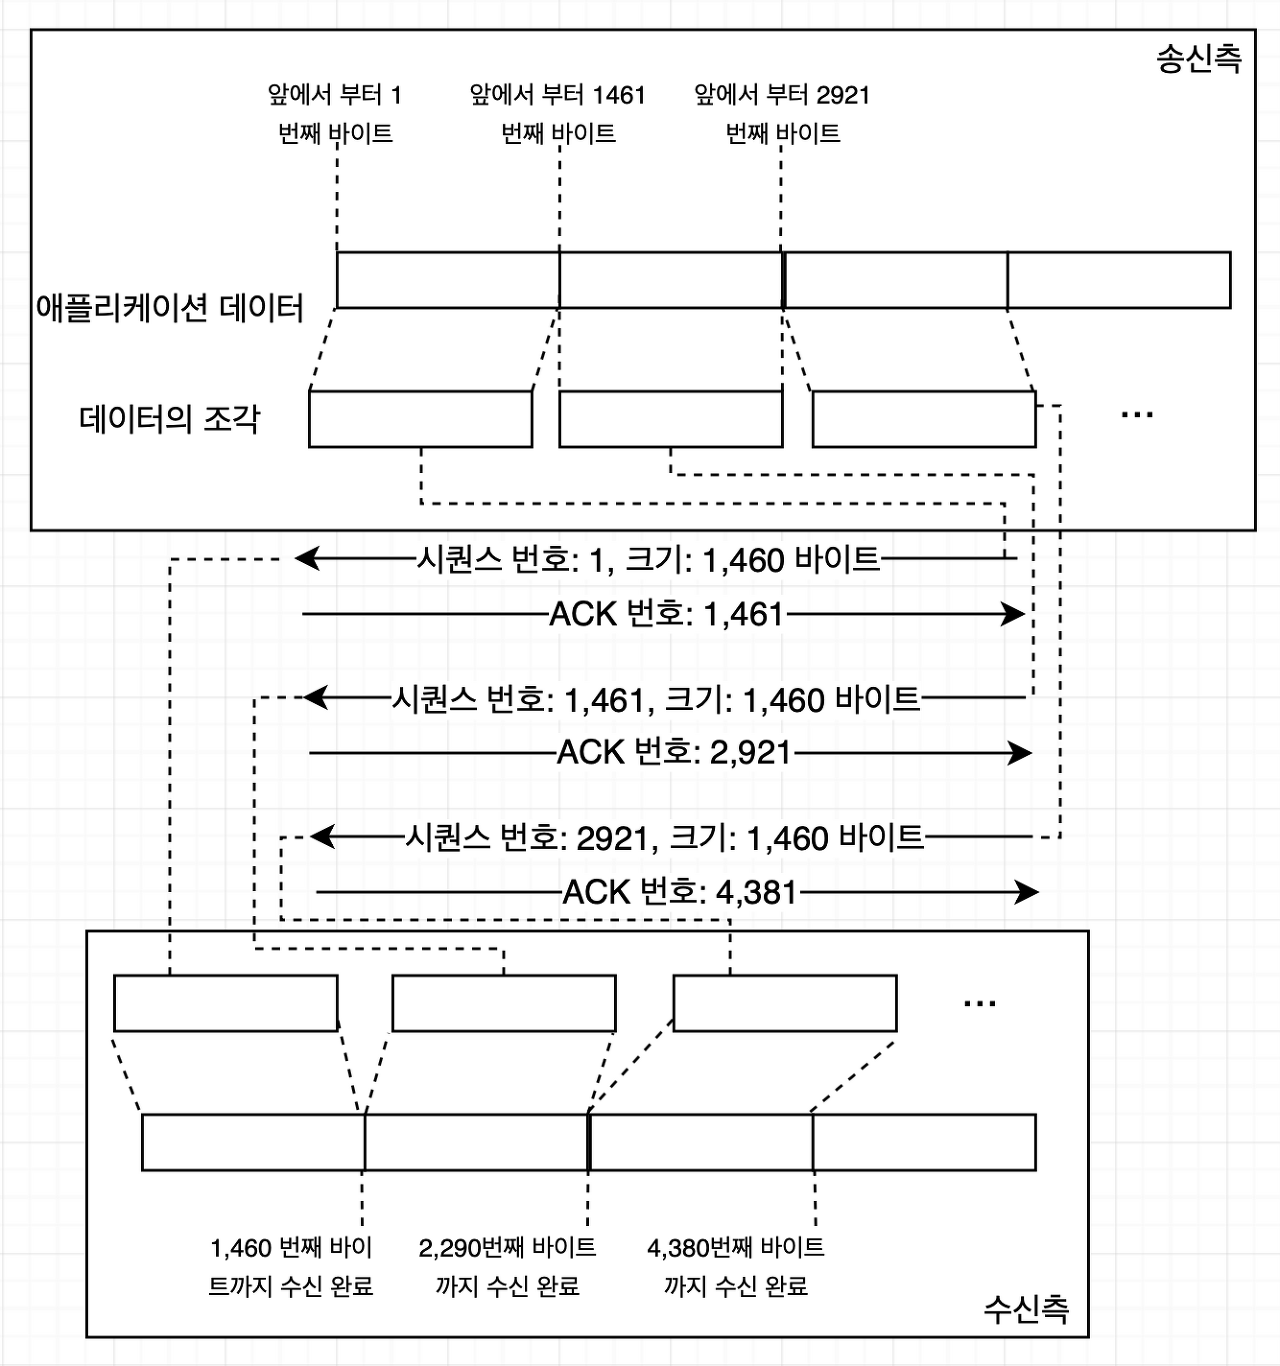 송신측
앞에서 부터 1
번째 바이트
앞에서 부터 1461
번째 바이트
앞에서 부터 2921
번째 바이트
애플리케이션 데이터
데이터의 조각
...
시퀀스 번호: 1, 크기: 1,460 바이트
ACK 번호: 1,461
시퀀스 번호: 1,461, 크기: 1,460 바이트
ACK 번호: 2,921
시퀀스 번호: 2921, 크기: 1,460 바이트
ACK 번호: 4,381
...
1,460 번째 바이
트까지 수신 완료
2,290번째 바이트
까지 수신 완료
4,380번째 바이트
까지 수신 완료
수신측